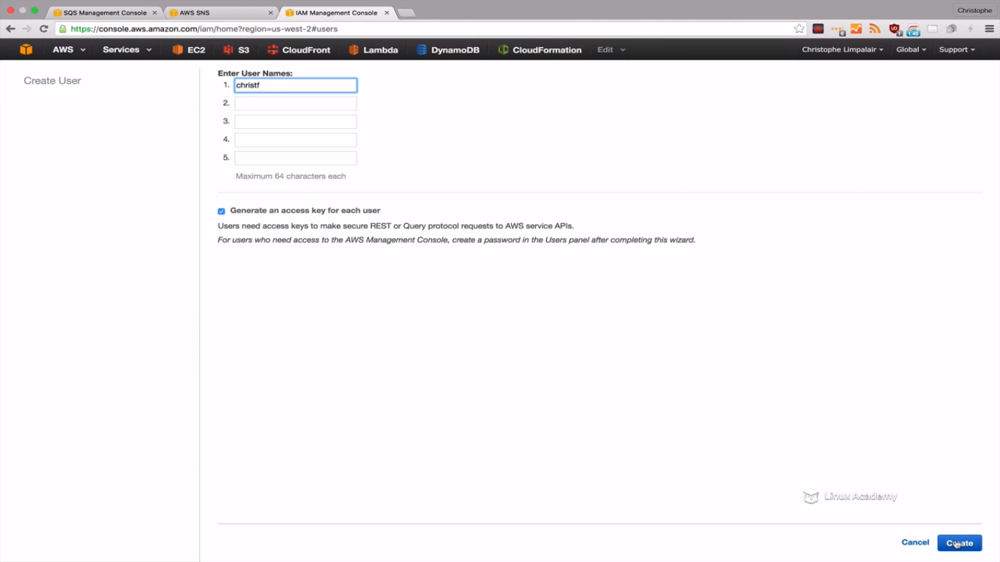 SQS Management Console
AWS SNS
IAM Management Console
Christophe
https://console.aws.amazon.com/iam/home?region=us-west-2#users
6
1
1.45
AWS
Services
EC2
S3
CloudFront
Lambda
DynamoDB
CloudFormation
Edit
Christophe Limpalair
Global
Support
Create User
Enter User Names:
1. christf
2.
3.
4.
5.
Maximum 64 characters each
Generate an access key for each user
Users need access keys to make secure REST or Query protocol requests to AWS service APIs.
For users who need access to the AWS Management Console, create a password in the Users panel after completing this wizard.
Linux Academy
Cancel
Create